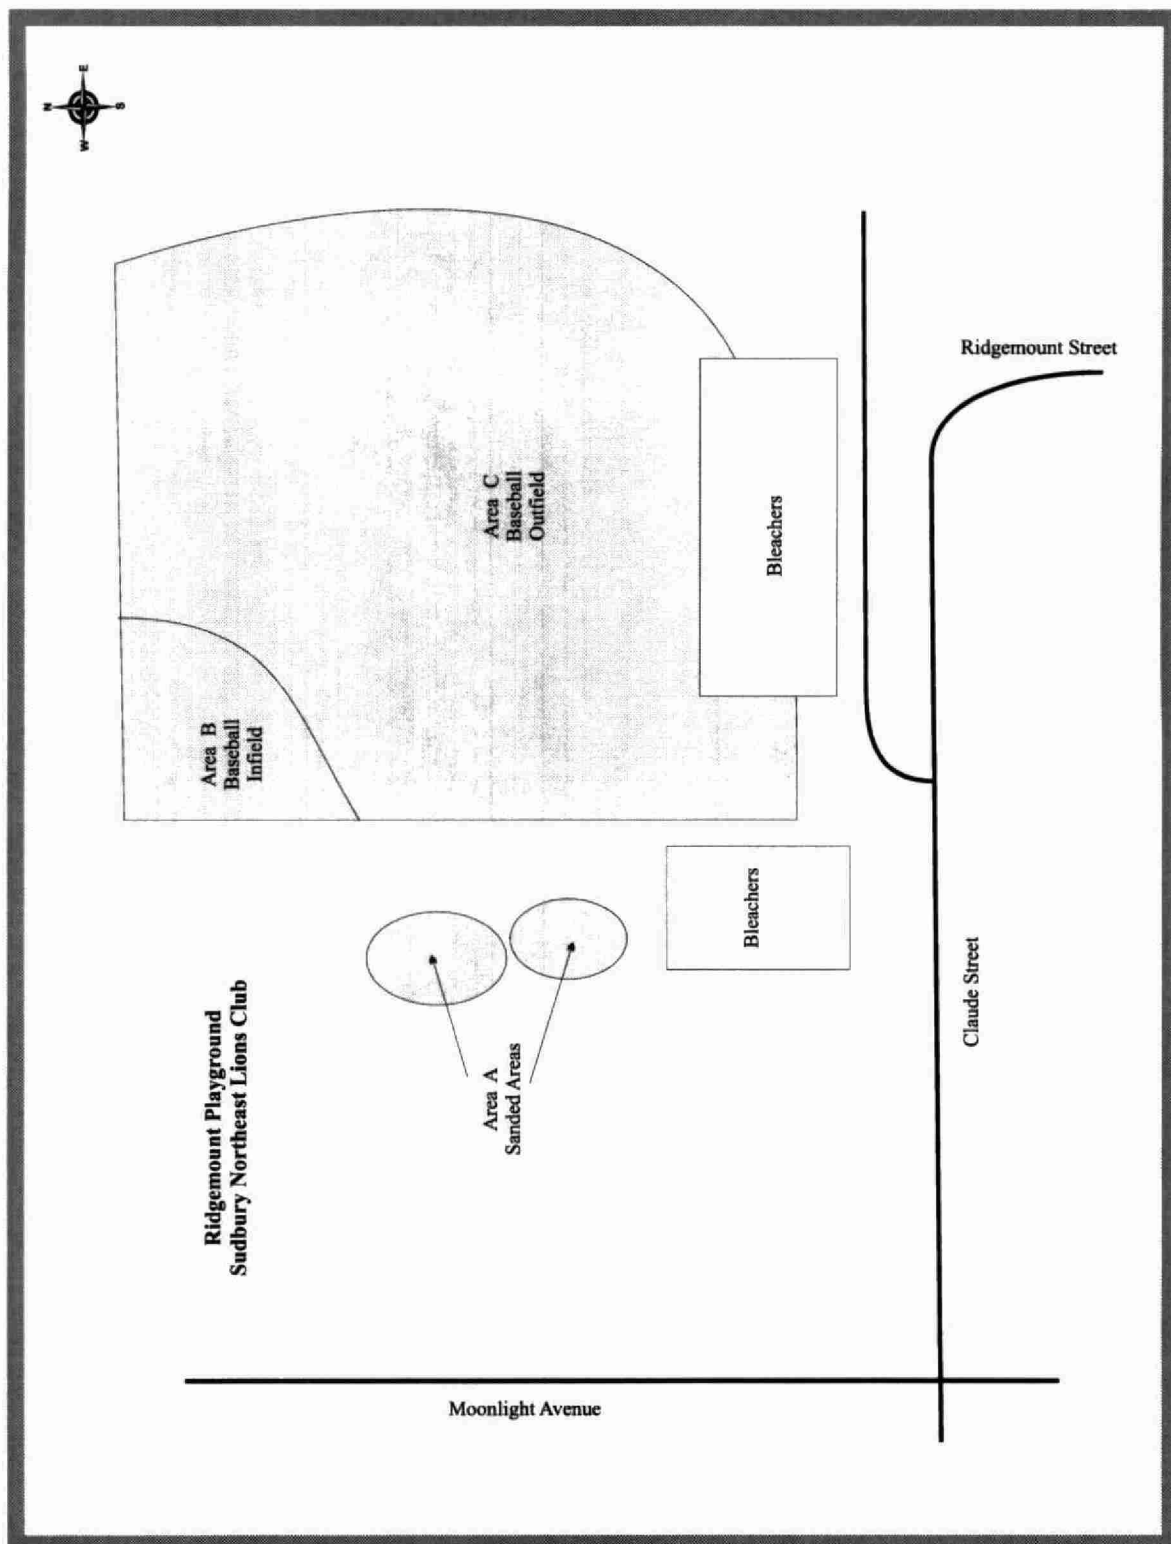 Ridgemount Playground
Sudbury Northeast Lions Club
N
E
S
W
Area B
Baseball
Infield
Area C
Baseball
Outfield
Area A
Sanded Areas
Bleachers
Bleachers
Ridgemount Street
Claude Street
Moonlight Avenue